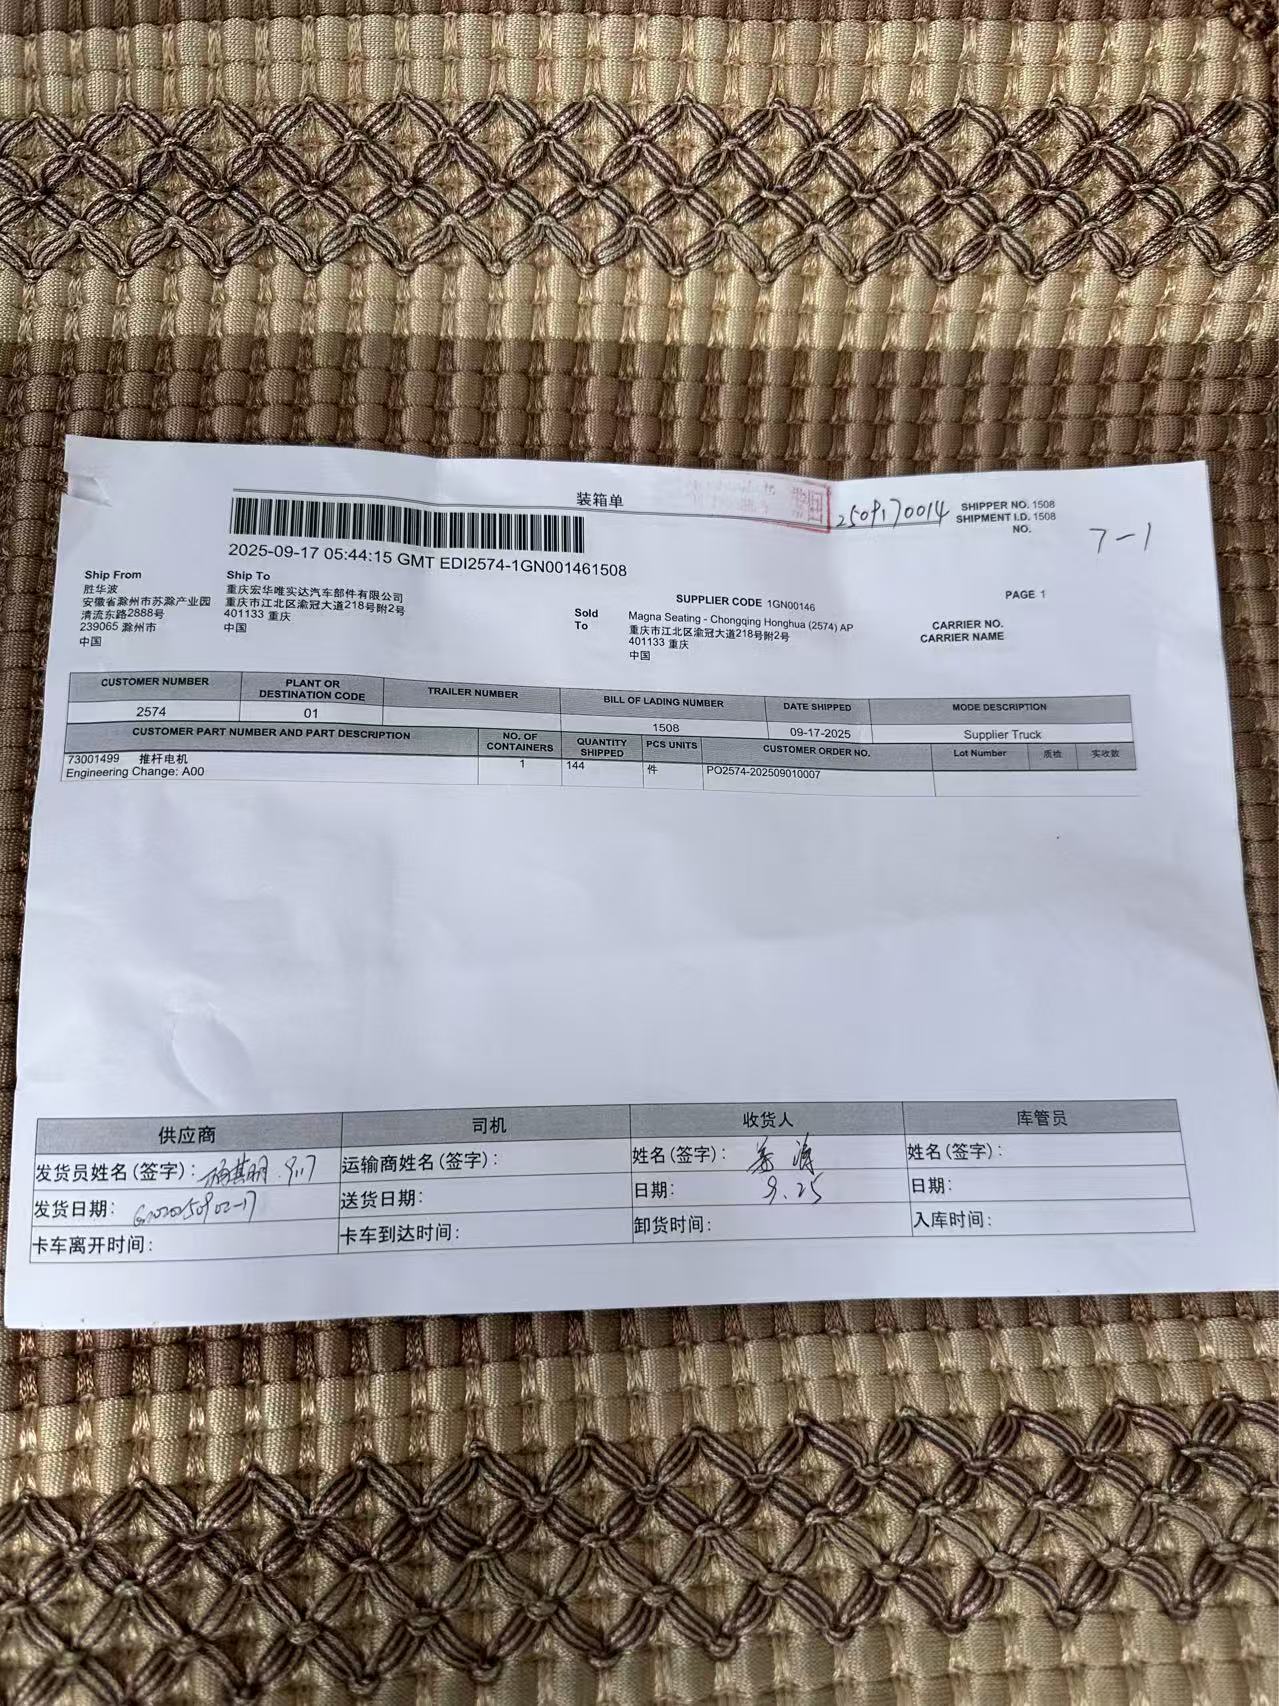 装箱单
2509170014
SHIPPER NO. 1508
SHIPMENT I.D. 1508
NO.
7-1
2025-09-17 05:44:15 GMT EDI2574-1GN001461508
Ship From
胜华波
安徽省滁州市苏滁产业园
清流东路2888号
239065 滁州市
中国
Ship To
重庆宏华唯实达汽车部件有限公司
重庆市江北区渝冠大道218号附2号
401133 重庆
中国
SUPPLIER CODE 1GN00146
Sold To
Magna Seating - Chongqing Honghua (2574) AP
重庆市江北区渝冠大道218号附2号
401133 重庆
中国
PAGE 1
CARRIER NO.
CARRIER NAME
CUSTOMER NUMBER PLANT OR DESTINATION CODE TRAILER NUMBER BILL OF LADING NUMBER DATE SHIPPED MODE DESCRIPTION
2574 01 1508 09-17-2025 Supplier Truck
CUSTOMER PART NUMBER AND PART DESCRIPTION NO. OF CONTAINERS QUANTITY SHIPPED PCS UNITS CUSTOMER ORDER NO. Lot Number 质检 实收数
73001499 推杆电机 1 144 件 PO2574-202509010007
Engineering Change: A00
供应商 司机 收货人 库管员
发货员姓名(签字): 9.17 运输商姓名(签字): 姓名(签字): 姓名(签字):
发货日期: 送货日期: 日期: 9.25 日期:
卡车离开时间: 卡车到达时间: 卸货时间: 入库时间: